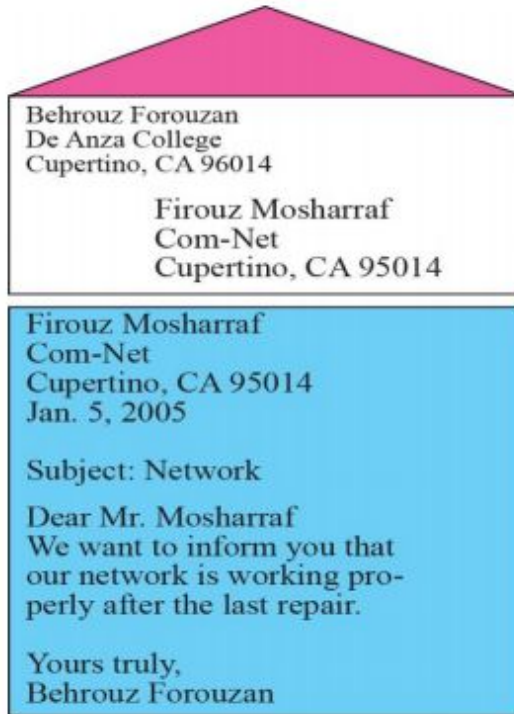 Behrouz Forouzan
De Anza College
Cupertino, CA 96014
Firouz Mosharraf
Com-Net
Cupertino, CA 95014
Firouz Mosharraf
Com-Net
Cupertino, CA 95014
Jan. 5, 2005
Subject: Network
Dear Mr. Mosharraf
We want to inform you that
our network is working pro-
perly after the last repair.
Yours truly,
Behrouz Forouzan